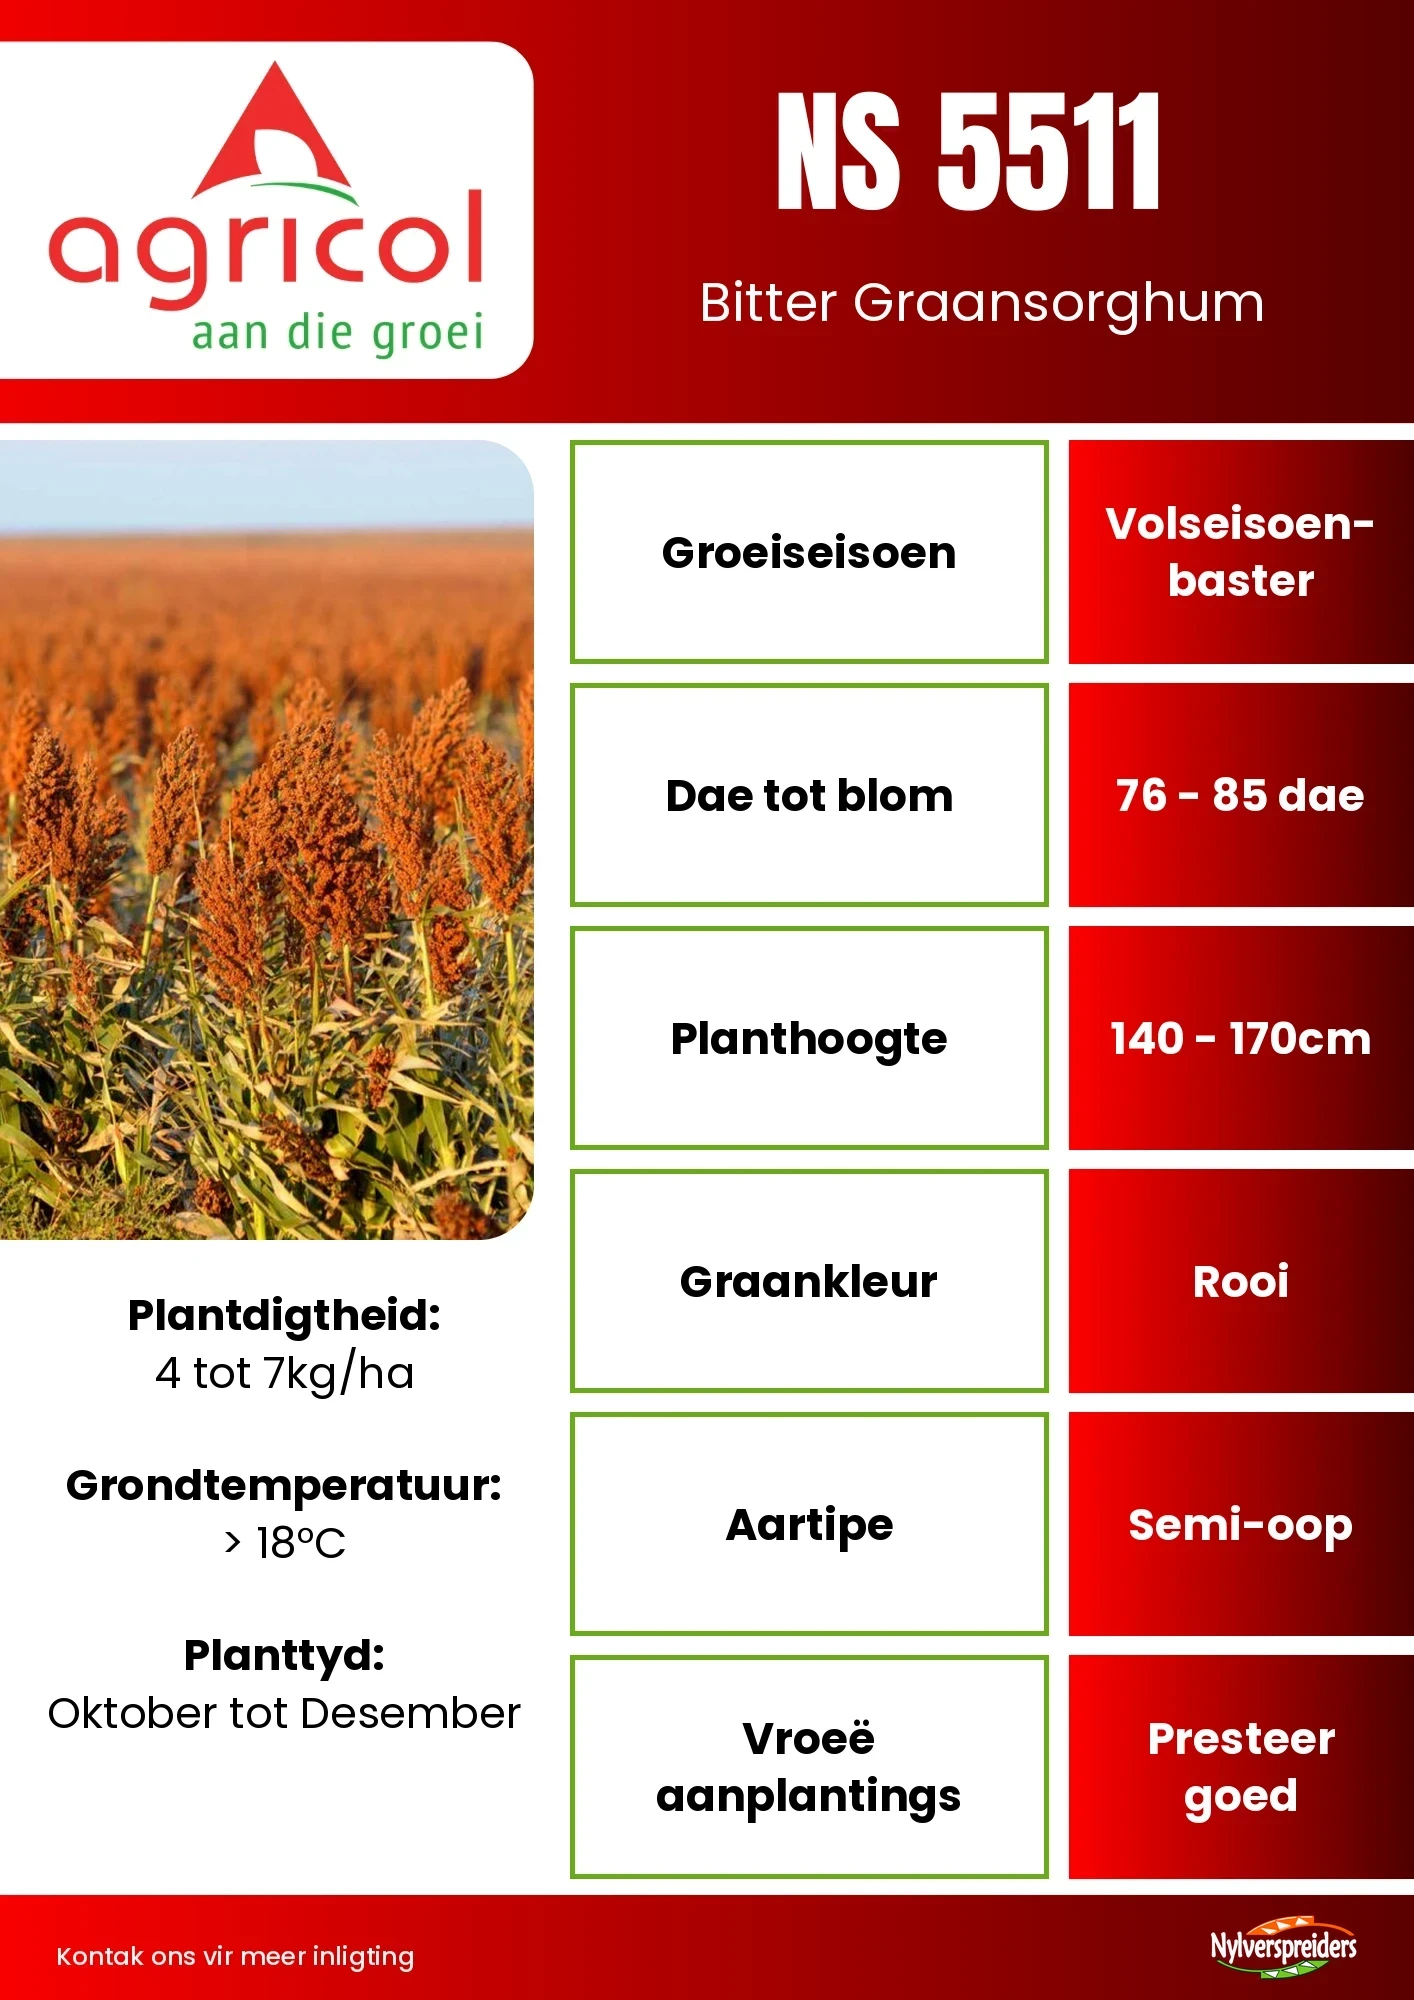 agricol
aan die groei
NS 5511
Bitter Graansorghum
Groeiseisoen
Volseisoen-
baster
Dae tot blom
76 - 85 dae
Planthoogte
140 - 170cm
Graankleur
Rooi
Aartipe
Semi-oop
Vroeë
aanplantings
Presteer
goed
Plantdigtheid:
4 tot 7kg/ha
Grondtemperatuur:
> 18°C
Planttyd:
Oktober tot Desember
Kontak ons vir meer inligting
Nylverspreiders